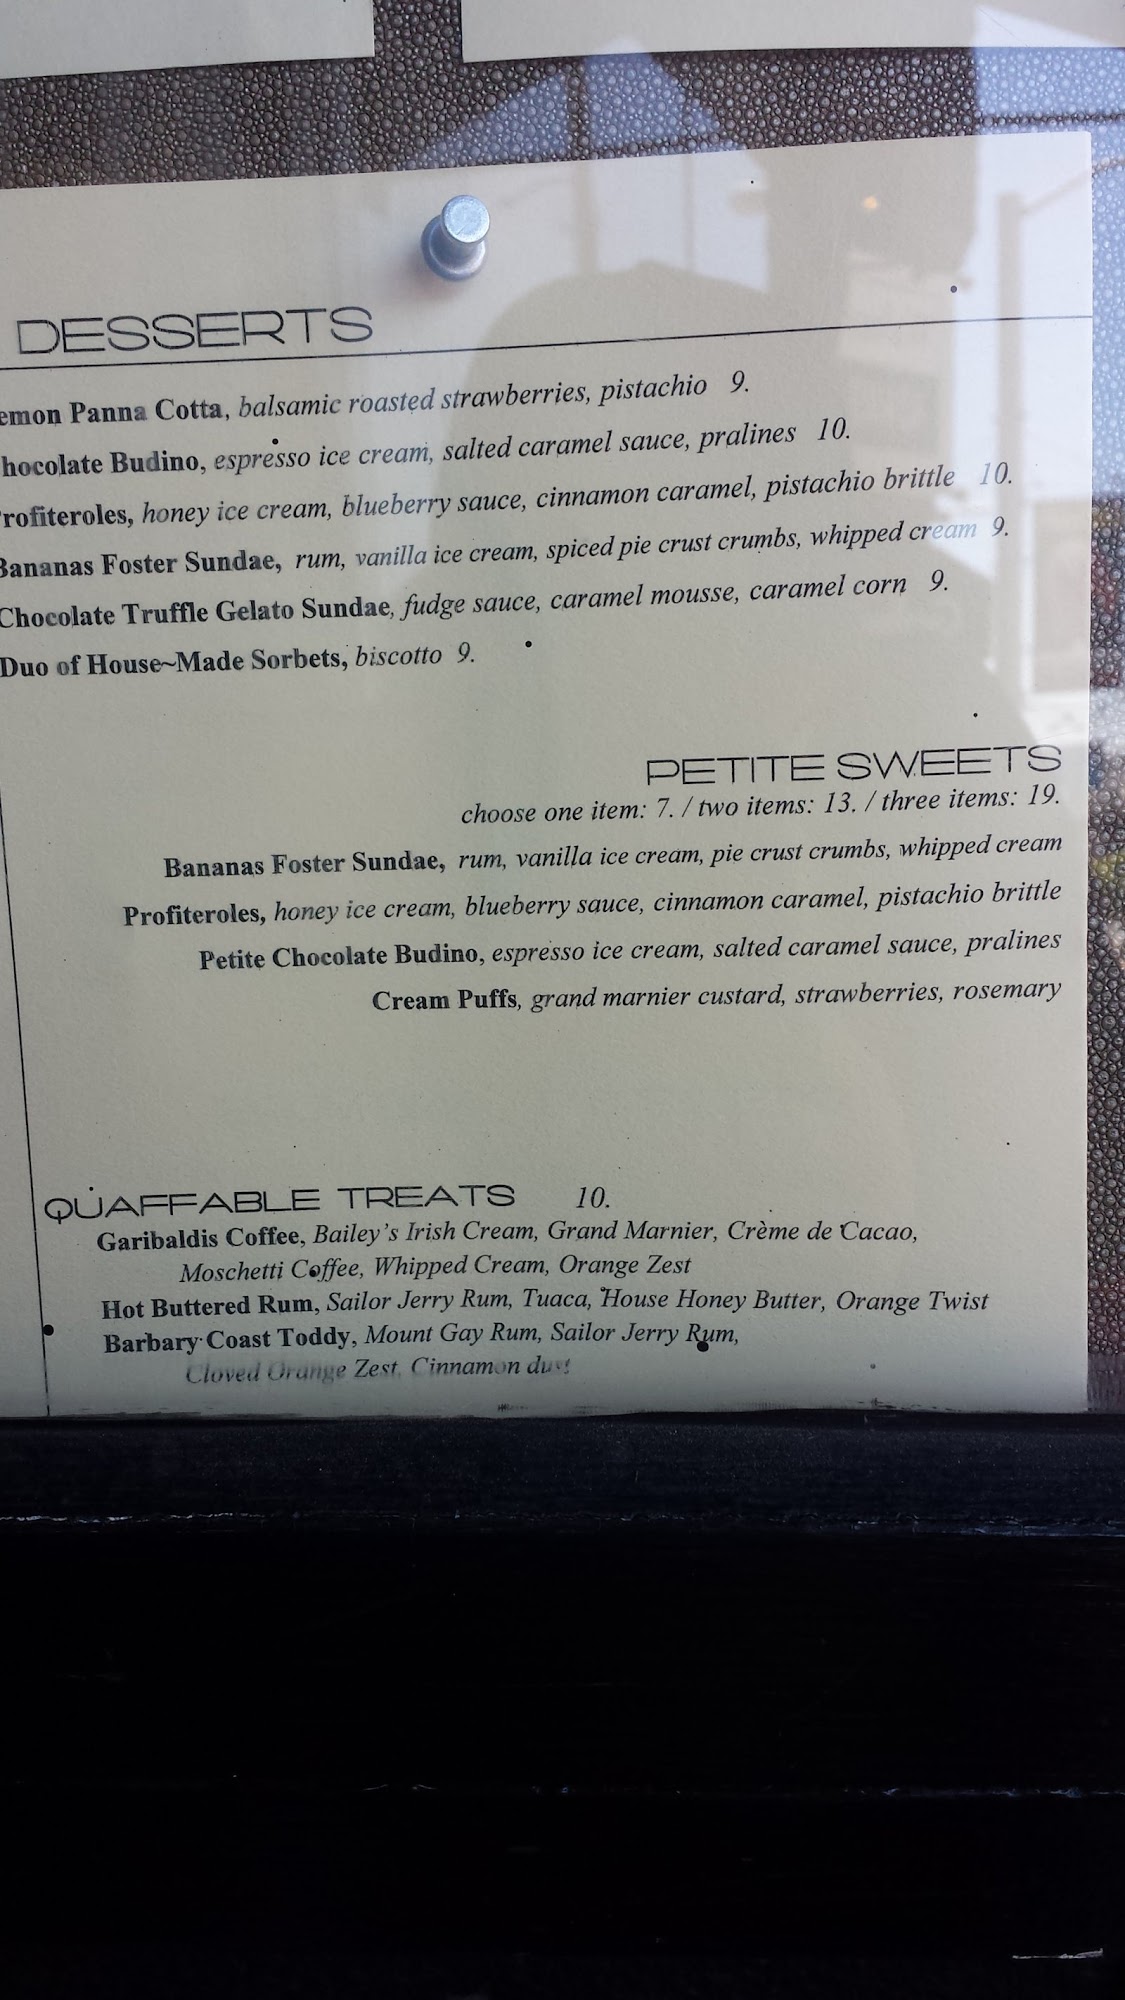 DESSERTS
emon Panna Cotta, balsamic roasted strawberries, pistachio 9.
hocolate Budino, espresso ice cream, salted caramel sauce, pralines 10.
rofiteroles, honey ice cream, blueberry sauce, cinnamon caramel, pistachio brittle 10.
Bananas Foster Sundae, rum, vanilla ice cream, spiced pie crust crumbs, whipped cream 9.
Chocolate Truffle Gelato Sundae, fudge sauce, caramel mousse, caramel corn 9.
Duo of House~Made Sorbets, biscotto 9.
PETITE SWEETS
choose one item: 7. / two items: 13. / three items: 19.
Bananas Foster Sundae, rum, vanilla ice cream, pie crust crumbs, whipped cream
Profiteroles, honey ice cream, blueberry sauce, cinnamon caramel, pistachio brittle
Petite Chocolate Budino, espresso ice cream, salted caramel sauce, pralines
Cream Puffs, grand marnier custard, strawberries, rosemary
QUAFFABLE TREATS 10.
Garibaldis Coffee, Bailey's Irish Cream, Grand Marnier, Crème de Cacao,
Moschetti Coffee, Whipped Cream, Orange Zest
Hot Buttered Rum, Sailor Jerry Rum, Tuaca, House Honey Butter, Orange Twist
Barbary Coast Toddy, Mount Gay Rum, Sailor Jerry Rum,
Cloved Orange Zest, Cinnamon dust